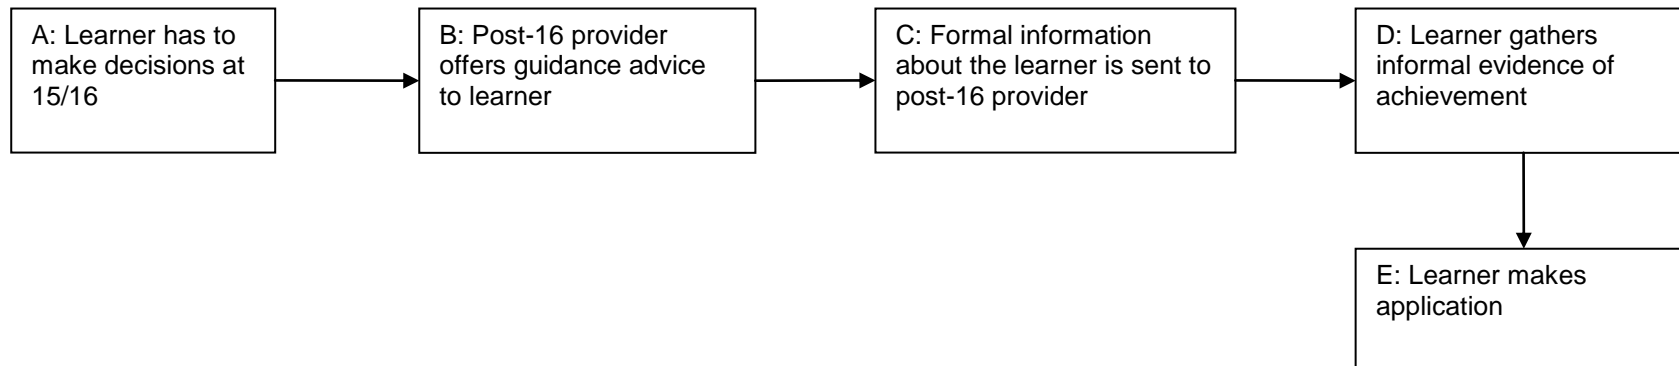 A: Learner has to
make decisions at
15/16
B: Post-16 provider
offers guidance advice
to learner
C: Formal information
about the learner is sent to
post-16 provider
D: Learner gathers
informal evidence of
achievement
E: Learner makes
application